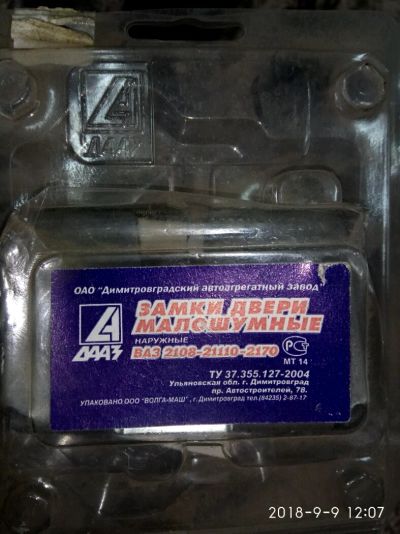 ДААЗ
ОАО "Димитровградский автоагрегатный завод"
ЗАМКИ ДВЕРИ
МАЛОШУМНЫЕ
НАРУЖНЫЕ
ВАЗ 2108-21110-2170
ДААЗ
РСТ
МТ 14
ТУ 37.355.127-2004
Ульяновская обл. г. Димитровград
пр. Автостроителей, 78.
УПАКОВАНО ООО "ВОЛГА-МАШ", г. Димитровград тел.(84235) 2-87-17
2018-9-9 12:07